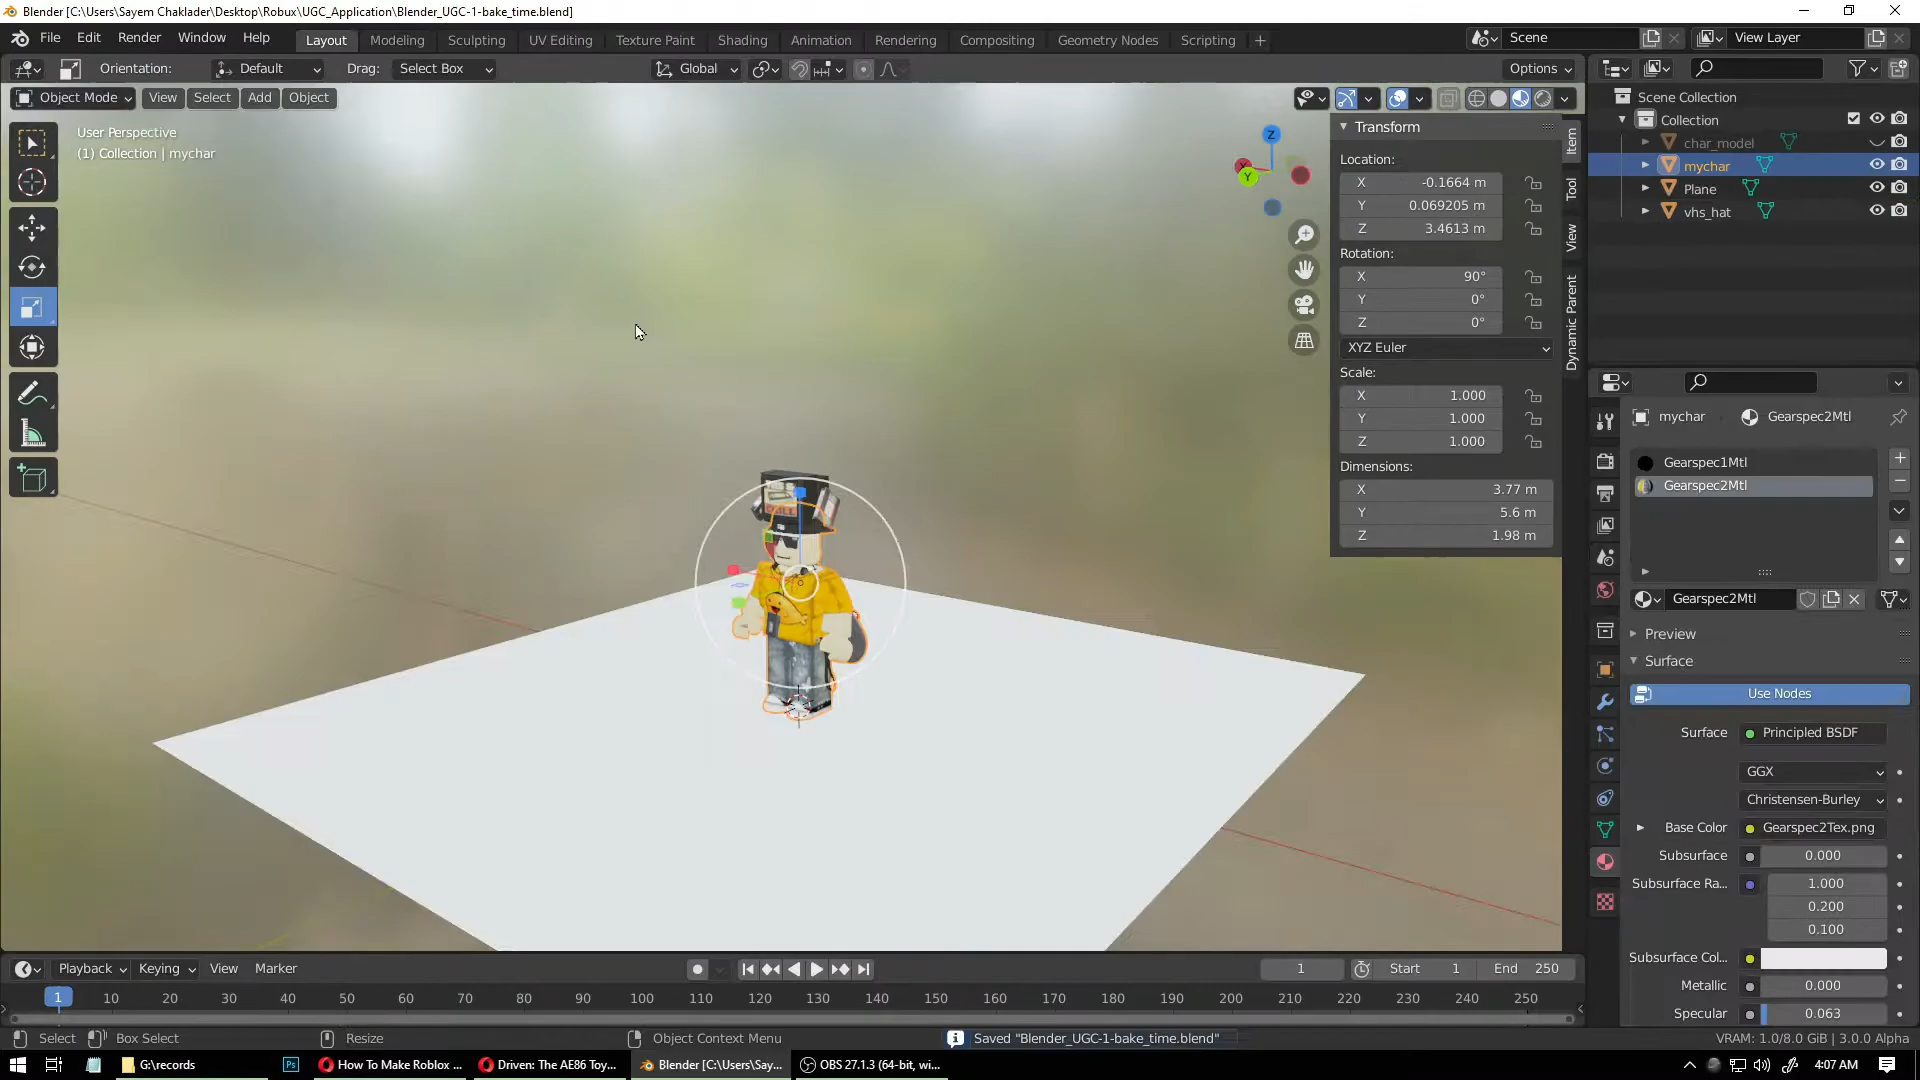 Blender [C:\Users\Sayem Chaklader\Desktop\Robux\UGC_Application\Blender_UGC-1-bake_time.blend]
File Edit Render Window Help
Layout Modeling Sculpting UV Editing Texture Paint Shading Animation Rendering Compositing Geometry Nodes Scripting +
Scene
View Layer
Orientation: Default Drag: Select Box
Global
Options
Object Mode View Select Add Object
User Perspective
(1) Collection | mychar
Z
X
Y
Transform
Location:
X -0.1664 m
Y 0.069205 m
Z 3.4613 m
Rotation:
X 90°
Y 0°
Z 0°
XYZ Euler
Scale:
X 1.000
Y 1.000
Z 1.000
Dimensions:
X 3.77 m
Y 5.6 m
Z 1.98 m
Item
Tool
View
Dynamic Parent
Scene Collection
Collection
char_model
mychar
Plane
vhs_hat
mychar Gearspec2Mtl
Gearspec1Mtl
Gearspec2Mtl
Gearspec2Mtl
Preview
Surface
Use Nodes
Surface Principled BSDF
GGX
Christensen-Burley
Base Color Gearspec2Tex.png
Subsurface 0.000
Subsurface Ra... 1.000
0.200
0.100
Subsurface Col...
Metallic 0.000
Specular 0.063
Playback Keying View Marker
1 Start 1 End 250
1 10 20 30 40 50 60 70 80 90 100 110 120 130 140 150 160 170 180 190 200 210 220 230 240 250
Select Box Select Resize Object Context Menu Saved "Blender_UGC-1-bake_time.blend" VRAM: 1.0/8.0 GiB | 3.0.0 Alpha
G:\records
Ps
How To Make Roblox ...
Driven: The AE86 Toy...
Blender [C:\Users\Say...
OBS 27.1.3 (64-bit, wi...
4:07 AM